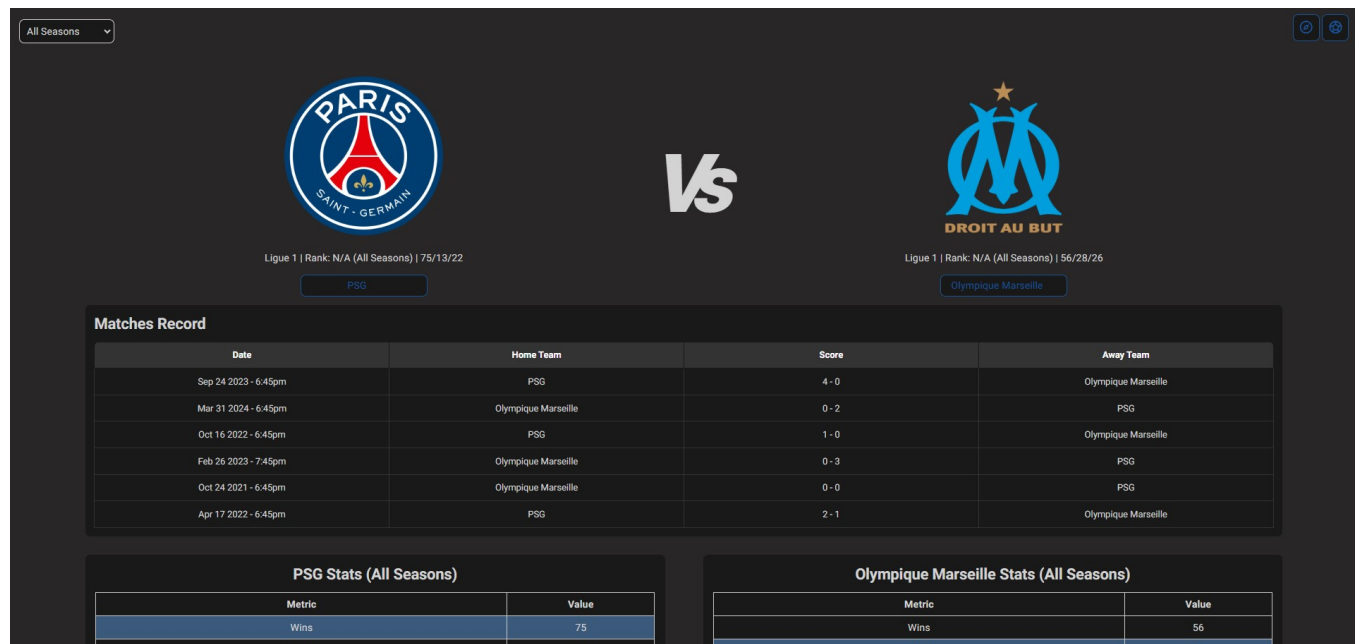 All Seasons
PARIS
SAINT-GERMAIN
Vs
DROIT AU BUT
Ligue 1 | Rank: N/A (All Seasons) | 75/13/22
Ligue 1 | Rank: N/A (All Seasons) | 56/28/26
PSG
Olympique Marseille
Matches Record
Date Home Team Score Away Team
Sep 24 2023 - 6:45pm PSG 4 - 0 Olympique Marseille
Mar 31 2024 - 6:45pm Olympique Marseille 0 - 2 PSG
Oct 16 2022 - 6:45pm PSG 1 - 0 Olympique Marseille
Feb 26 2023 - 7:45pm Olympique Marseille 0 - 3 PSG
Oct 24 2021 - 6:45pm Olympique Marseille 0 - 0 PSG
Apr 17 2022 - 6:45pm PSG 2 - 1 Olympique Marseille
PSG Stats (All Seasons)
Metric Value
Wins 75
Olympique Marseille Stats (All Seasons)
Metric Value
Wins 56